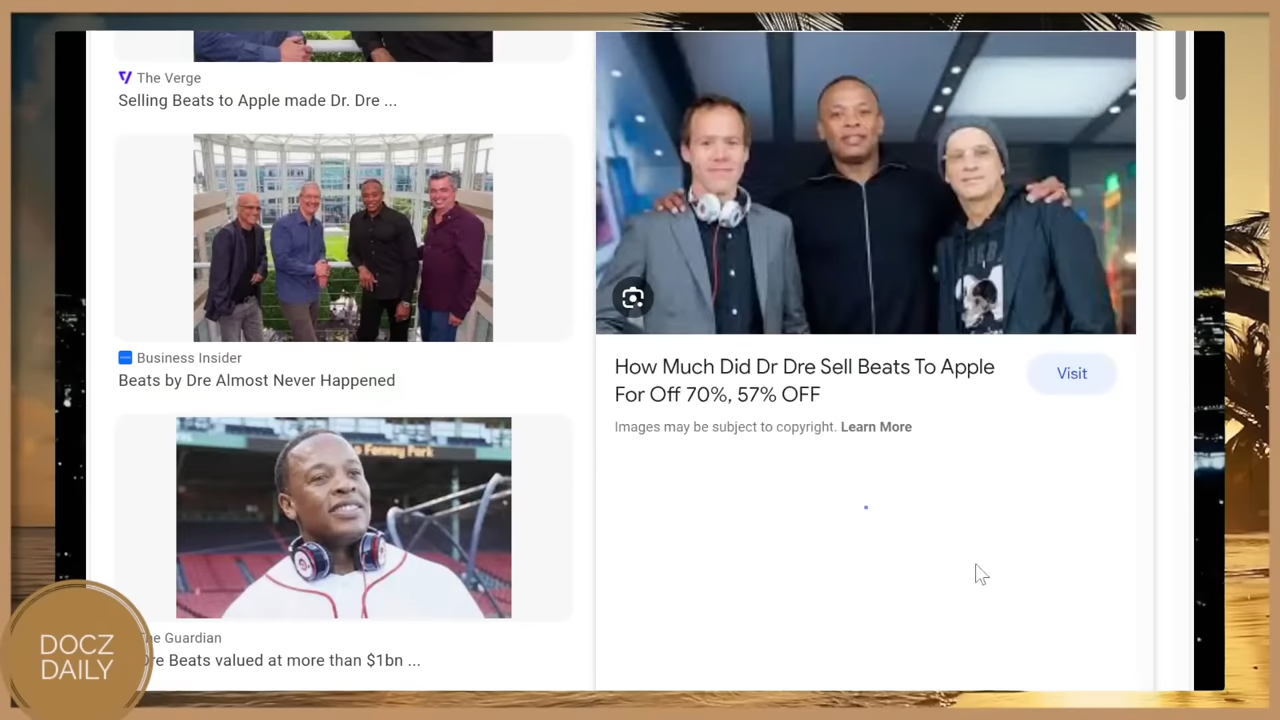 The Verge
Selling Beats to Apple made Dr. Dre ...
Business Insider
Beats by Dre Almost Never Happened
Fenway Park
he Guardian
Dre Beats valued at more than $1bn ...
How Much Did Dr Dre Sell Beats To Apple
For Off 70%, 57% OFF
Visit
Images may be subject to copyright. Learn More
DOCZ
DAILY